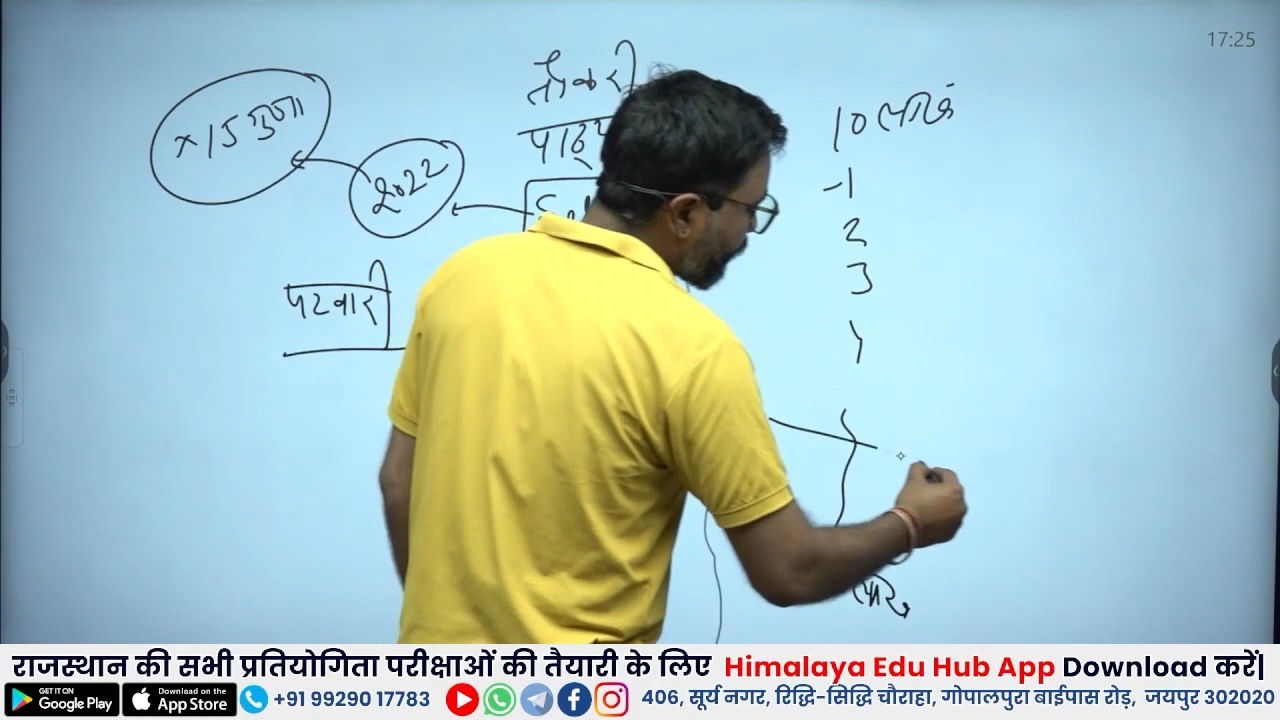 17:25
नौकरी
10 लाख
×15 गुणा
2022
-1
2
3
पटवारी
राजस्थान की सभी प्रतियोगिता परीक्षाओं की तैयारी के लिए Himalaya Edu Hub App Download करें|
GET IT ON Google Play
Download on the App Store
+91 99290 17783
406, सूर्य नगर, रिद्धि-सिद्धि चौराहा, गोपालपुरा बाईपास रोड़, जयपुर 302020